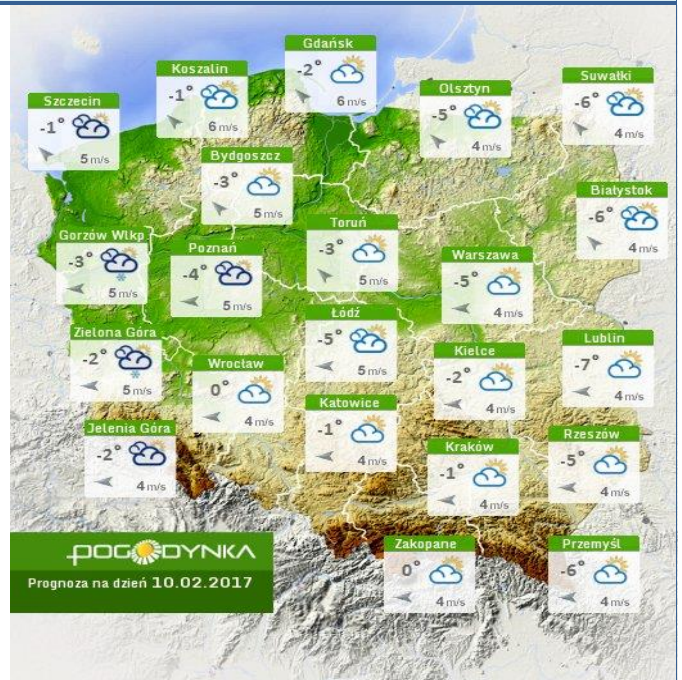 Gdańsk
-2°
6 m/s
Koszalin
-1°
6 m/s
Suwałki
-6°
4 m/s
Olsztyn
-5°
4 m/s
Szczecin
-1°
5 m/s
Bydgoszcz
-3°
5 m/s
Białystok
-6°
4 m/s
Toruń
-3°
5 m/s
Gorzów Wlkp
-3°
5 m/s
Poznań
-4°
5 m/s
Warszawa
-5°
4 m/s
Łódź
-5°
5 m/s
Zielona Góra
-2°
5 m/s
Lublin
-7°
4 m/s
Kielce
-2°
4 m/s
Wrocław
0°
4 m/s
Katowice
-1°
4 m/s
Jelenia Góra
-2°
4 m/s
Rzeszów
-5°
4 m/s
Kraków
-1°
4 m/s
Zakopane
0°
4 m/s
Przemyśl
-6°
4 m/s
POGODYNKA
Prognoza na dzień 10.02.2017